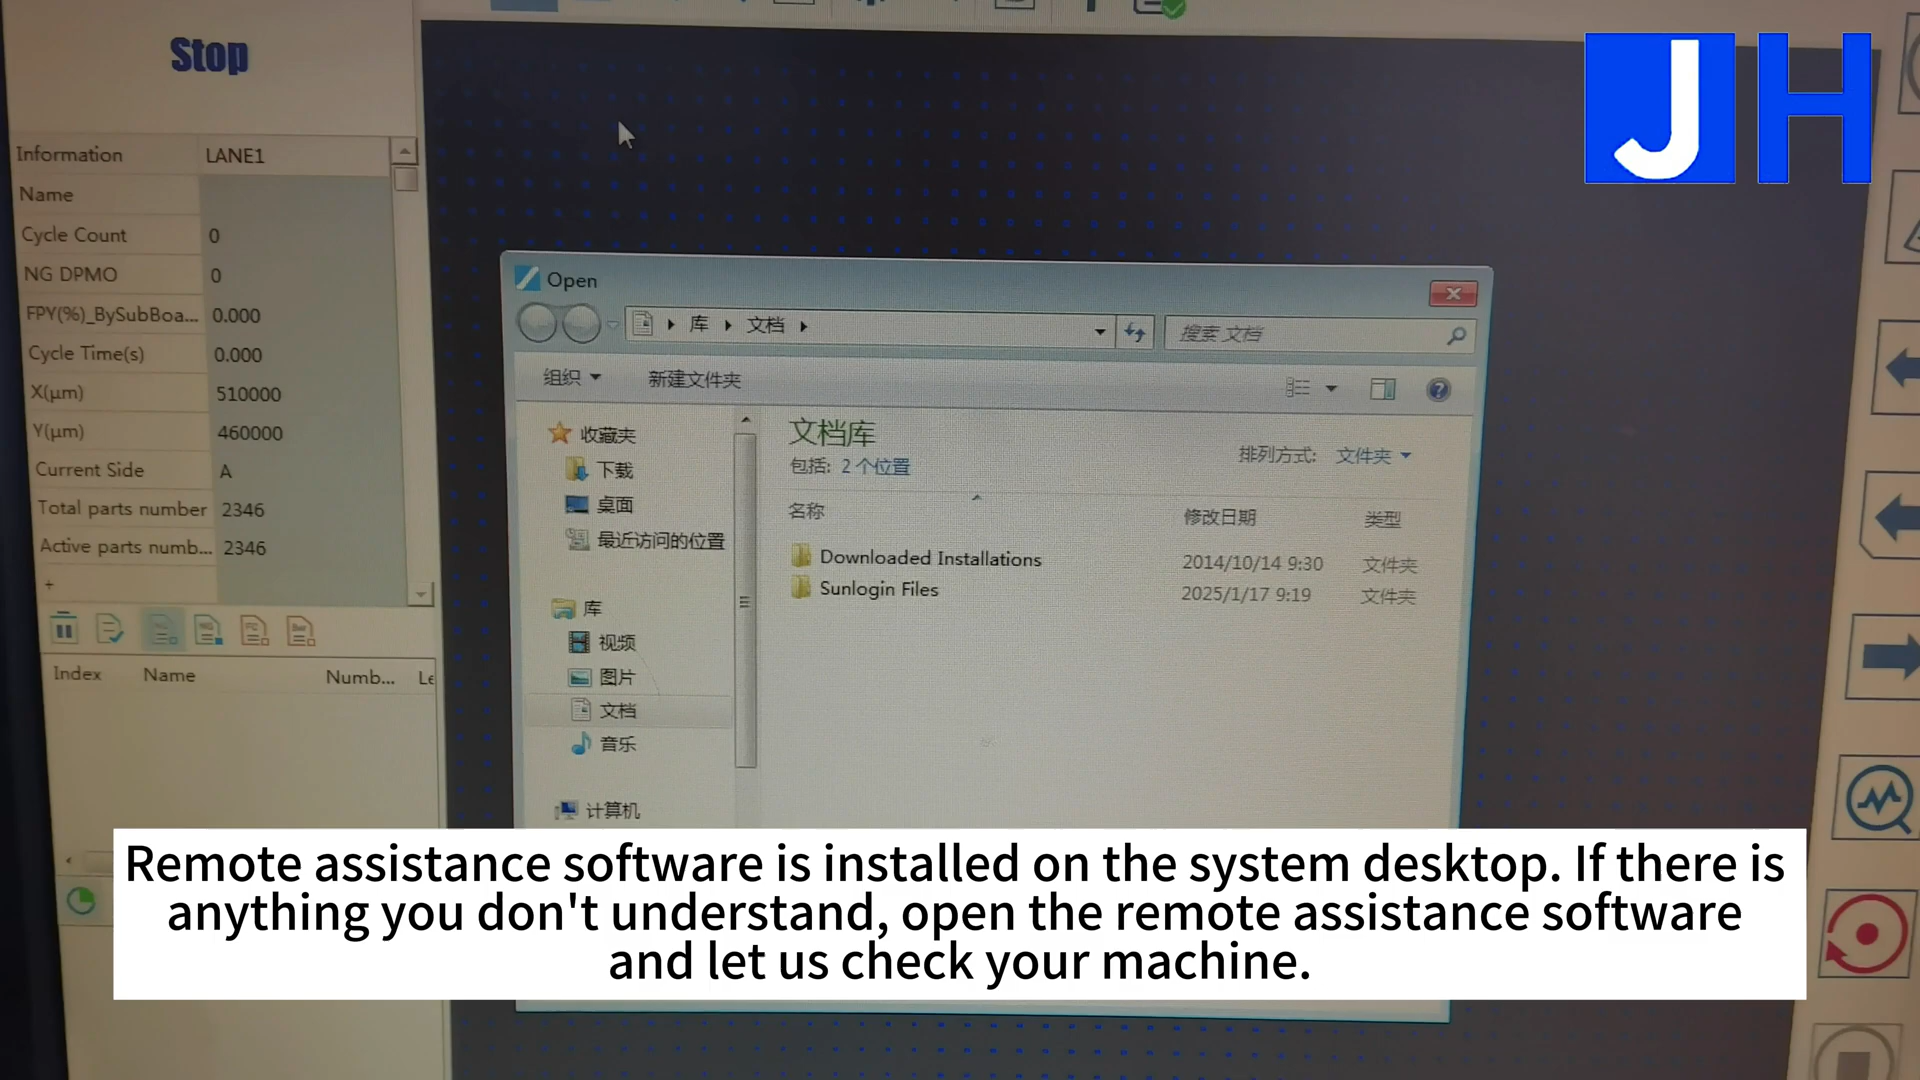 Stop
JH
Information LANE1
Name
Cycle Count 0
NG DPMO 0
FPY(%)_BySubBoa... 0.000
Cycle Time(s) 0.000
X(μm) 510000
Y(μm) 460000
Current Side A
Total parts number 2346
Active parts numb... 2346
+
Index Name Numb... Le
Open
库 文档
搜索 文档
组织 新建文件夹
收藏夹
下载
桌面
最近访问的位置
库
视频
图片
文档
音乐
计算机
文档库
包括: 2 个位置
排列方式: 文件夹
名称 修改日期 类型
Downloaded Installations 2014/10/14 9:30 文件夹
Sunlogin Files 2025/1/17 9:19 文件夹
Remote assistance software is installed on the system desktop. If there is
anything you don't understand, open the remote assistance software
and let us check your machine.